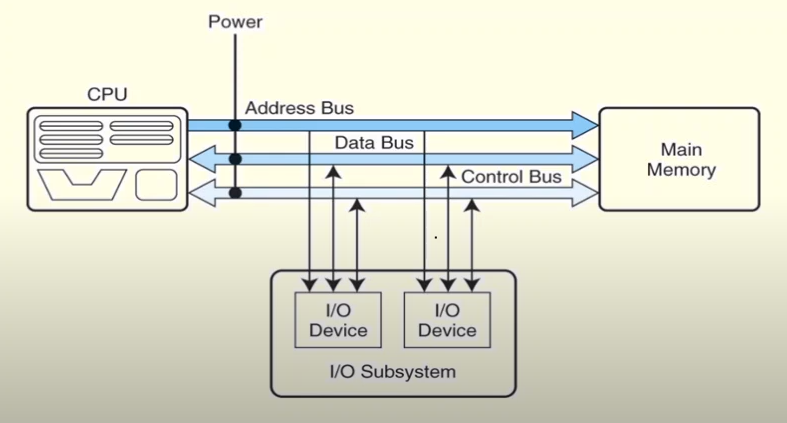 Power
CPU
Address Bus
Data Bus
Control Bus
Main
Memory
I/O
Device
I/O
Device
I/O Subsystem